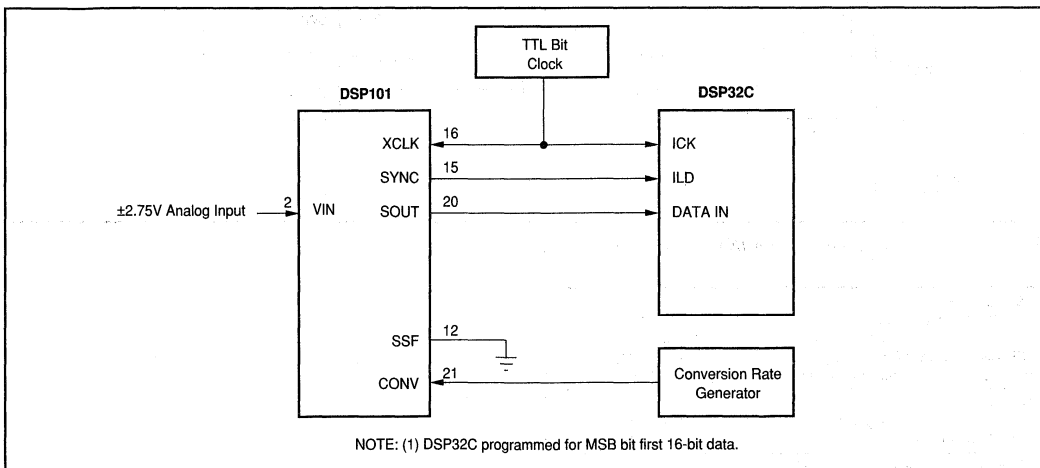 TTL Bit
Clock
DSP101
DSP32C
XCLK
16
ICK
SYNC
15
ILD
±2.75V Analog Input
2
VIN
SOUT
20
DATA IN
SSF
12
CONV
21
Conversion Rate
Generator
NOTE: (1) DSP32C programmed for MSB bit first 16-bit data.